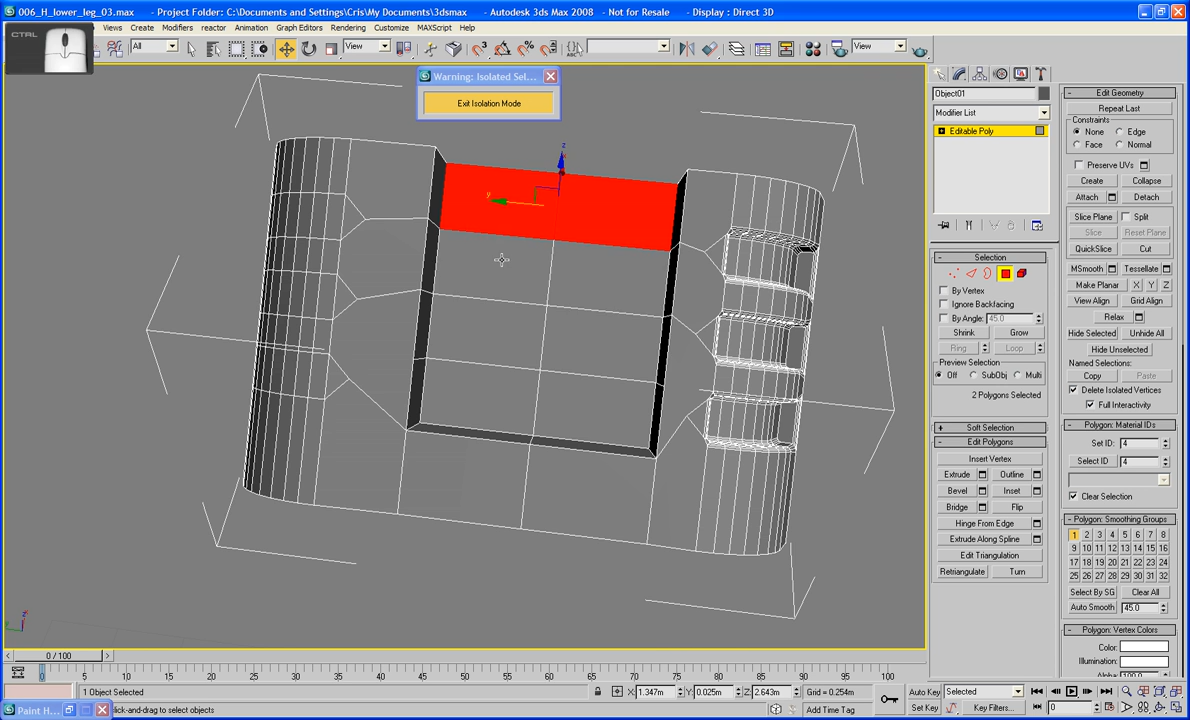 006_H_lower_leg_03.max - Project Folder: C:\Documents and Settings\Cris\My Documents\3dsmax - Autodesk 3ds Max 2008 - Not for Resale - Display : Direct 3D
Views Create Modifiers reactor Animation Graph Editors Rendering Customize MAXScript Help
CTRL
All
View
View
Warning: Isolated Sel...
Exit Isolation Mode
z
y
Object01
Modifier List
Editable Poly
Selection
By Vertex
Ignore Backfacing
By Angle: 45.0
Shrink Grow
Ring Loop
Preview Selection
Off SubObj Multi
2 Polygons Selected
Soft Selection
Edit Polygons
Insert Vertex
Extrude Outline
Bevel Inset
Bridge Flip
Hinge From Edge
Extrude Along Spline
Edit Triangulation
Retriangulate Turn
Edit Geometry
Repeat Last
Constraints
None Edge
Face Normal
Preserve UVs
Create Collapse
Attach Detach
Slice Plane Split
Slice Reset Plane
QuickSlice Cut
MSmooth Tessellate
Make Planar X Y Z
View Align Grid Align
Relax
Hide Selected Unhide All
Hide Unselected
Named Selections:
Copy Paste
Delete Isolated Vertices
Full Interactivity
Polygon: Material IDs
Set ID: 4
Select ID 4
Clear Selection
Polygon: Smoothing Groups
1 2 3 4 5 6 7 8
9 10 11 12 13 14 15 16
17 18 19 20 21 22 23 24
25 26 27 28 29 30 31 32
Select By SG Clear All
Auto Smooth 45.0
Polygon: Vertex Colors
Color:
Illumination:
Alpha: 100.0
0 / 100
0 5 10 15 20 25 30 35 40 45 50 55 60 65 70 75 80 85 90 95 100
1 Object Selected
X: 1.347m Y: 0.025m Z: 2.643m Grid = 0.254m
Auto Key Selected
Paint H...
lick-and-drag to select objects
Add Time Tag
Set Key Key Filters...
0